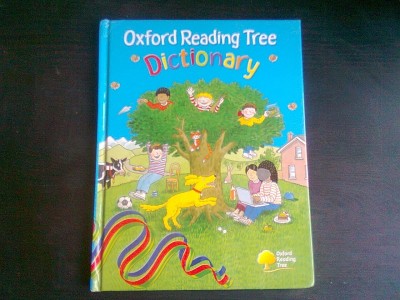 Oxford Reading Tree
Dictionary
Oxford
Reading
Tree